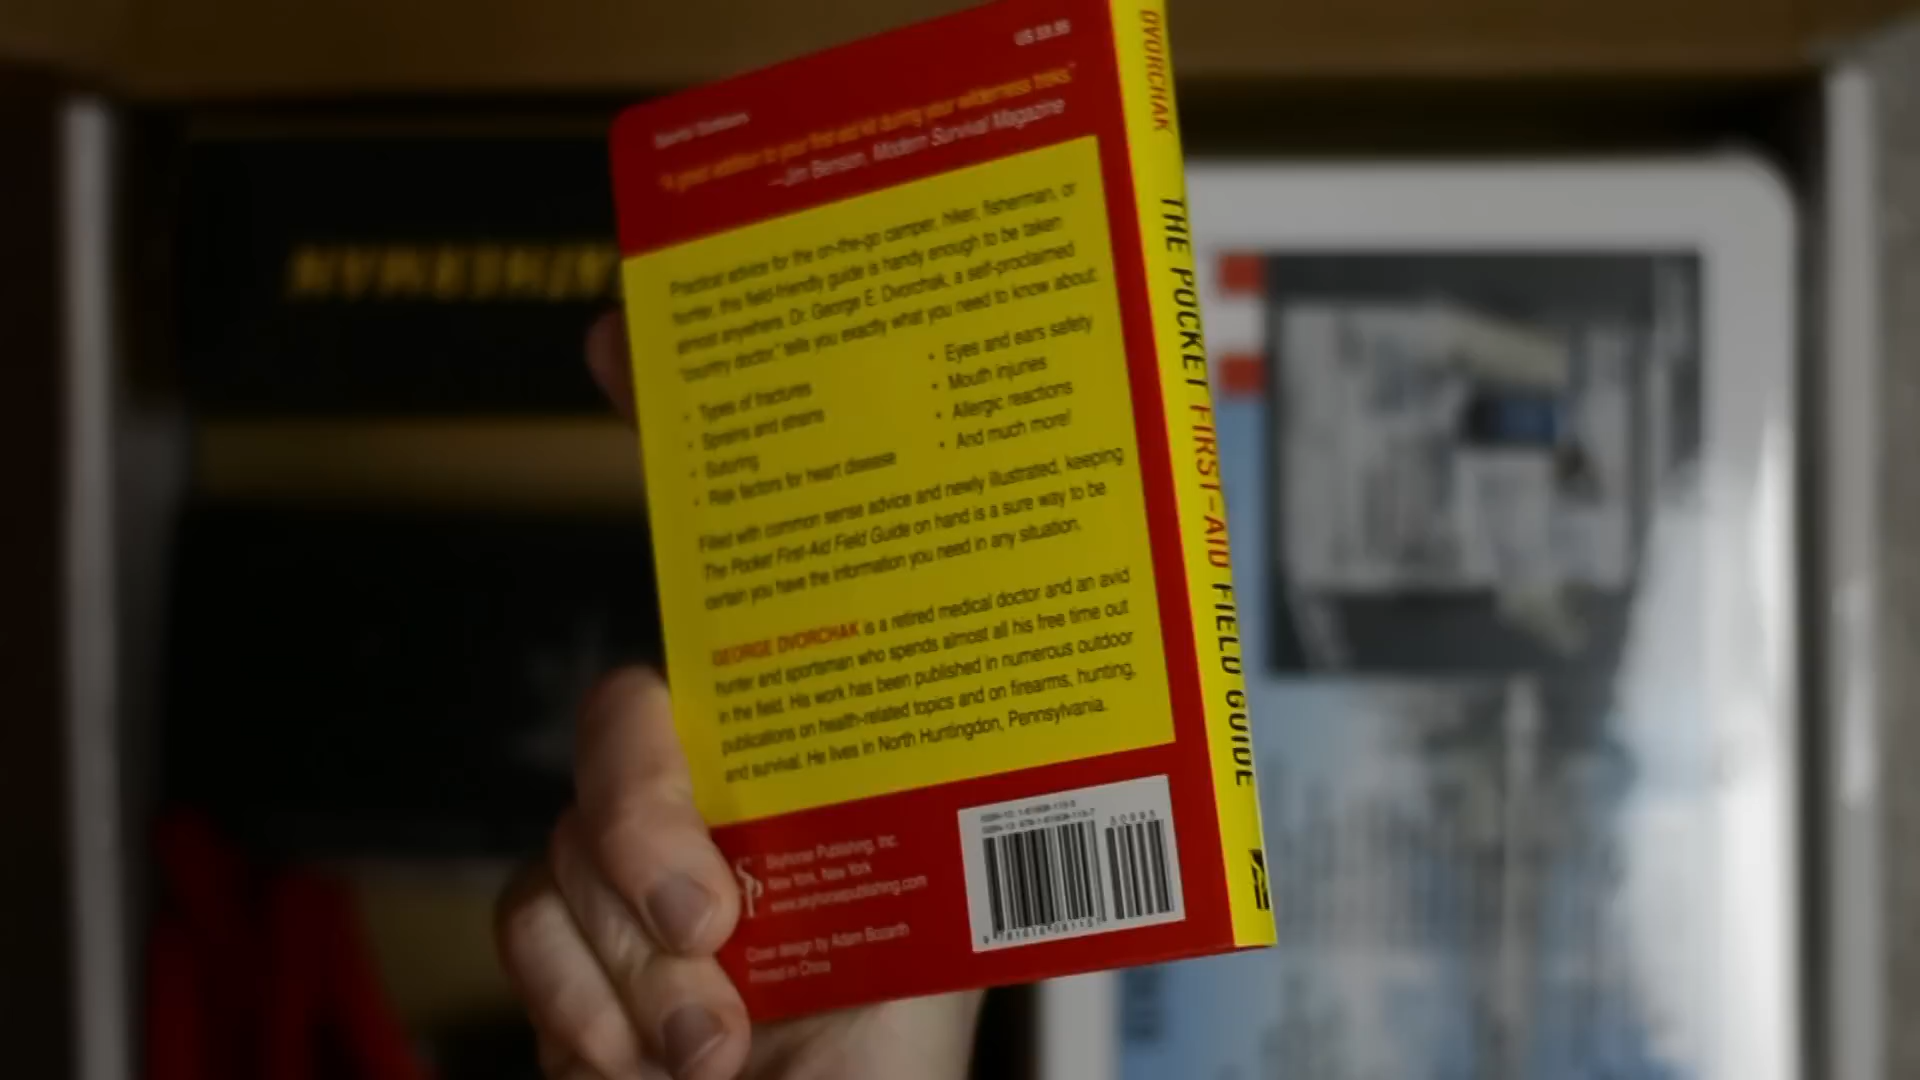 US $9.95
Sports/Outdoors
"A great addition to your first aid kit during your wilderness treks."
—Jim Benson, Modern Survival Magazine
Practical advice for the on-the-go camper, hiker, fisherman, or
hunter, this field-friendly guide is handy enough to be taken
almost anywhere. Dr. George E. Dvorchak, a self-proclaimed
"country doctor," tells you exactly what you need to know about:
• Types of fractures
• Sprains and strains
• Suturing
• Risk factors for heart disease
• Eyes and ears safety
• Mouth injuries
• Allergic reactions
• And much more!
Filled with common sense advice and newly illustrated, keeping
The Pocket First-Aid Field Guide on hand is a sure way to be
certain you have the information you need in any situation.
GEORGE DVORCHAK is a retired medical doctor and an avid
hunter and sportsman who spends almost all his free time out
in the field. His work has been published in numerous outdoor
publications on health-related topics and on firearms, hunting,
and survival. He lives in North Huntingdon, Pennsylvania.
Skyhorse Publishing, Inc.
New York, New York
www.skyhorsepublishing.com
Cover design by Adam Bozarth
Printed in China
50995
DVORCHAK THE POCKET FIRST-AID FIELD GUIDE